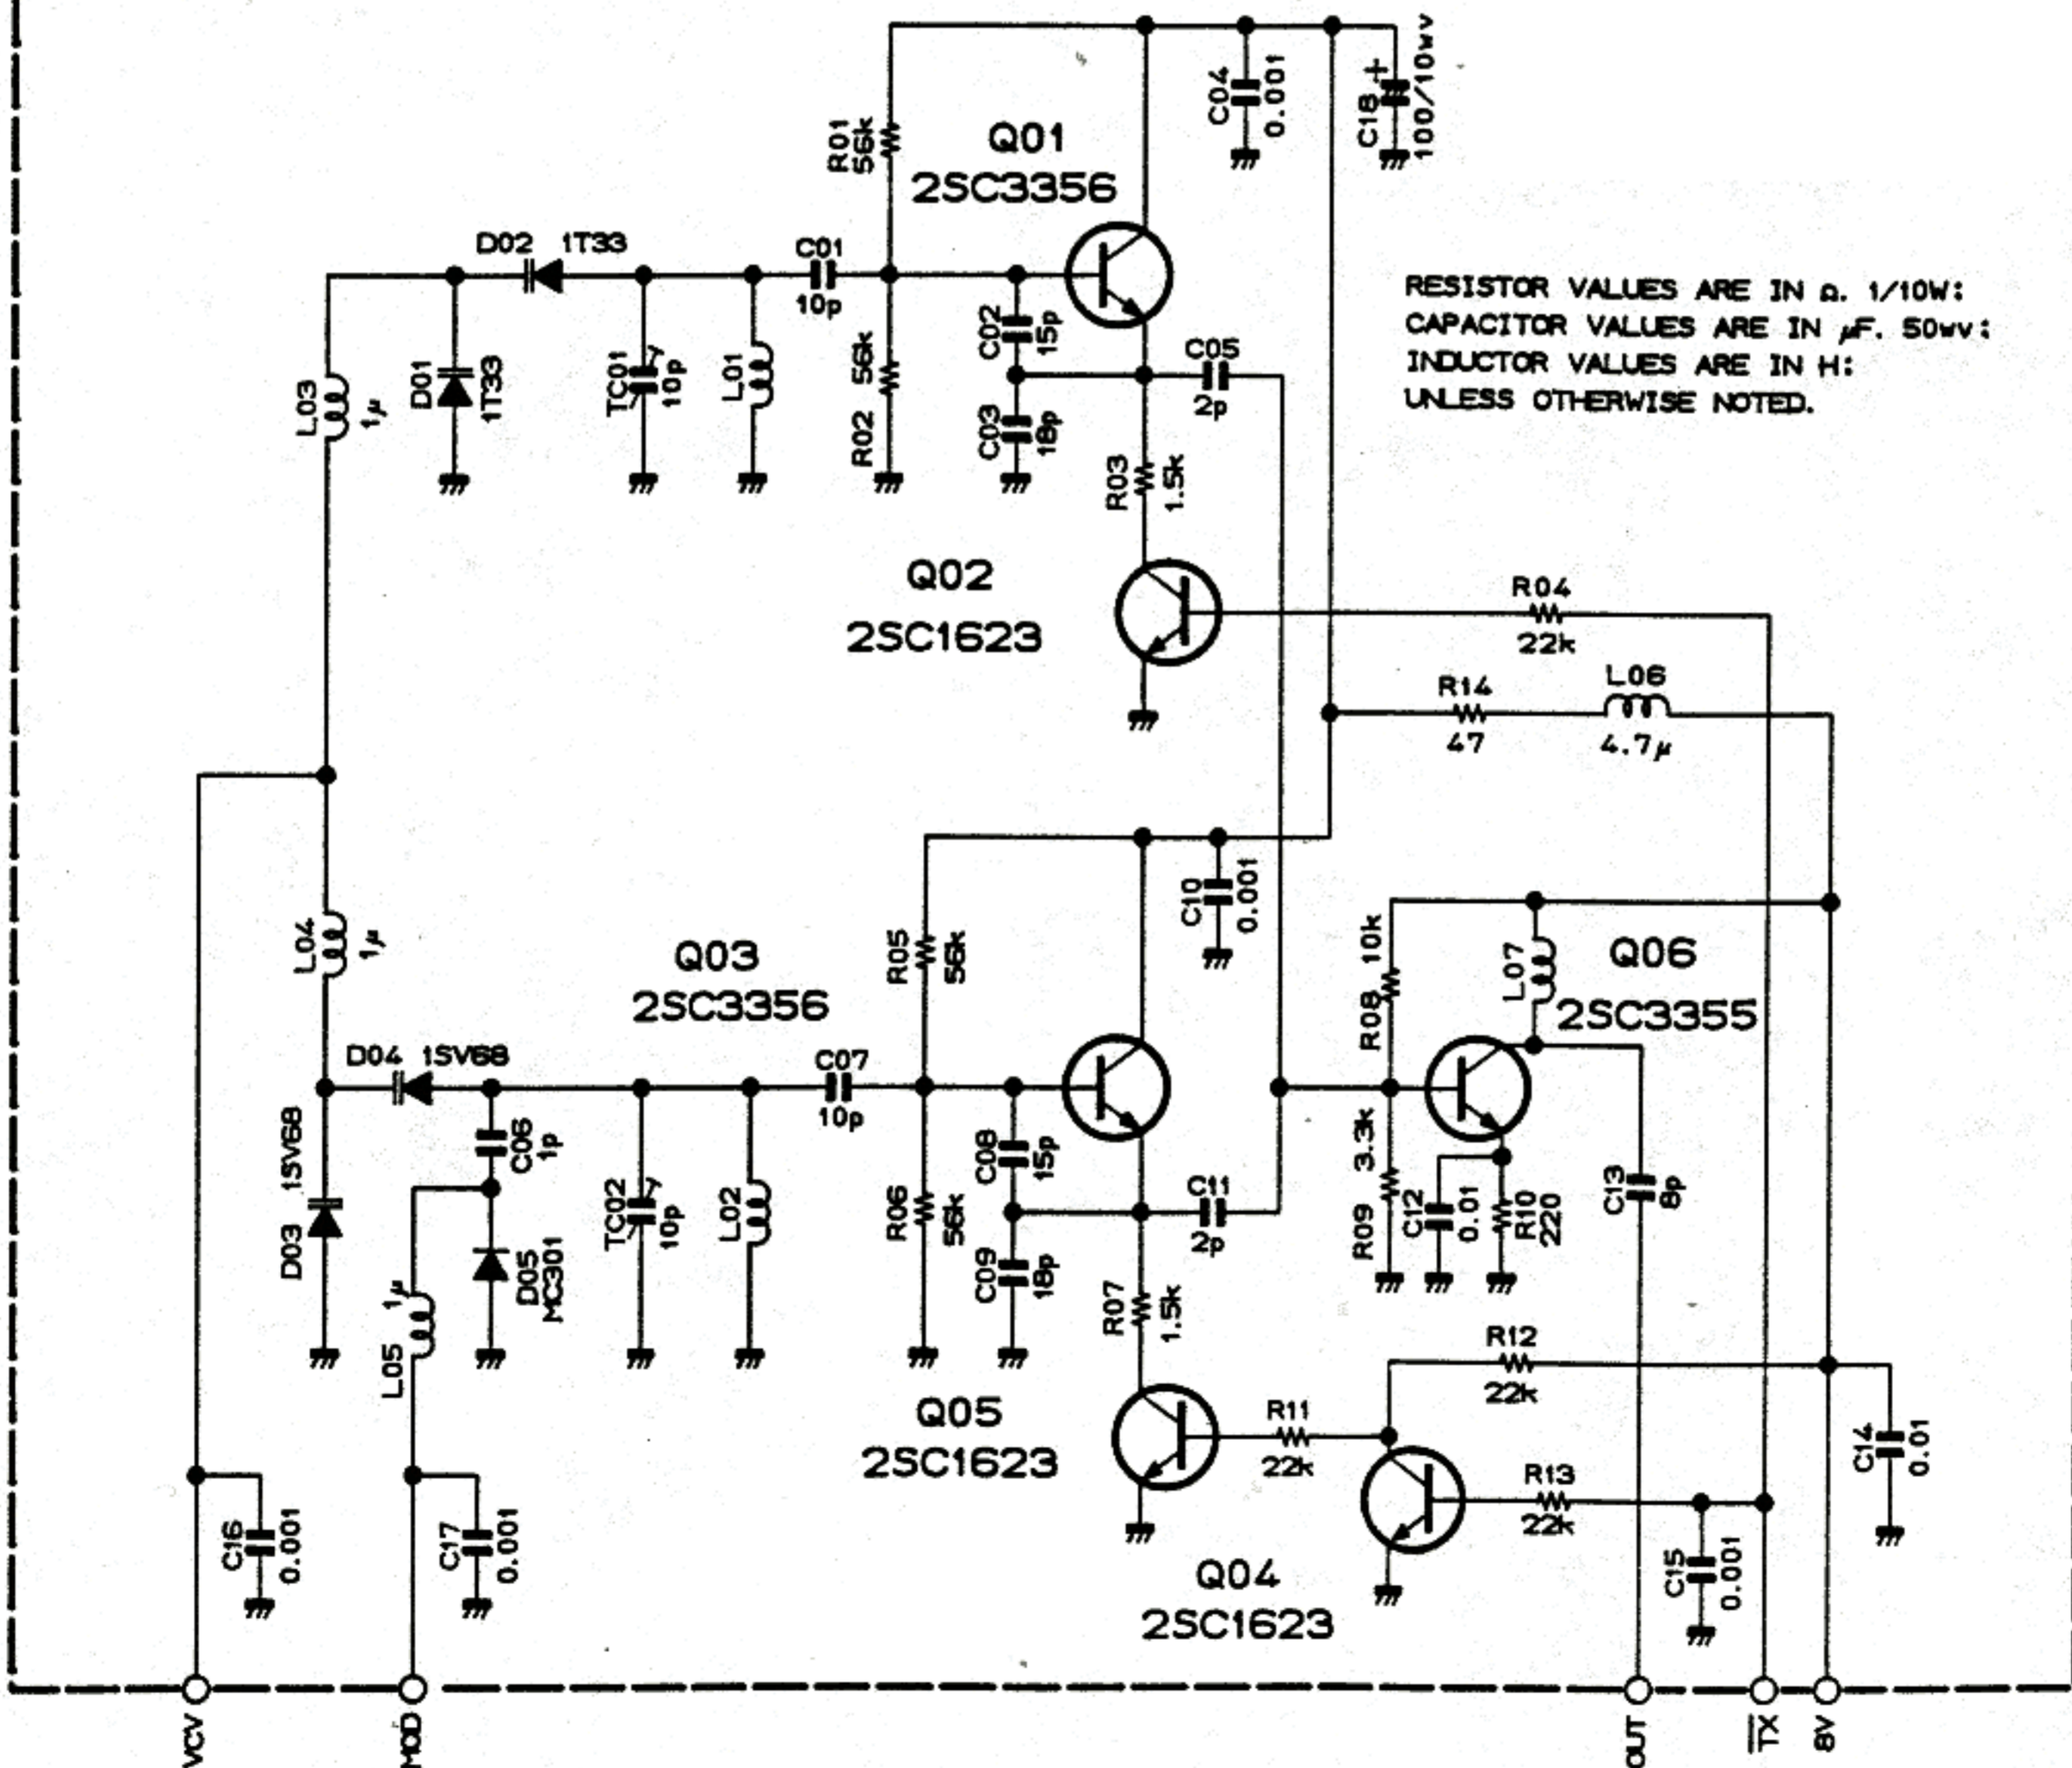 C04
0.001
C18
+
100/10wv
R01
56k
Q01
2SC3356
D02 1T33
C01
10p
RESISTOR VALUES ARE IN Ω. 1/10W:
CAPACITOR VALUES ARE IN µF. 50wv:
INDUCTOR VALUES ARE IN H:
UNLESS OTHERWISE NOTED.
L03
1µ
D01
1T33
TC01
10p
L01
R02 56k
C02
15p
C03
18p
C05
2p
R03
1.5k
Q02
2SC1623
R04
22k
R14
47
L06
4.7µ
L04
1µ
Q03
2SC3356
R05
56k
C10
0.001
R08 10k
L07
Q06
2SC3355
D04 1SV68
C07
10p
D03 1SV68
C06
1p
D05
MC301
L05 1µ
TC02
10p
L02
R06
56k
C08
15p
C09
18p
C11
2p
R07
1.5k
R09 3.3k
C12
0.01
R10
220
C13
8p
R12
22k
Q05
2SC1623
R11
22k
R13
22k
C14
0.01
C16
0.001
C17
0.001
Q04
2SC1623
C15
0.001
VCV
MOD
OUT
T̅X̅
8V